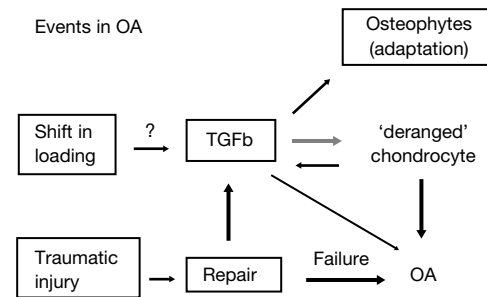 Events in OA
Osteophytes
(adaptation)
Shift in
loading
?
TGFb
‘deranged’
chondrocyte
Traumatic
injury
Repair
Failure
OA